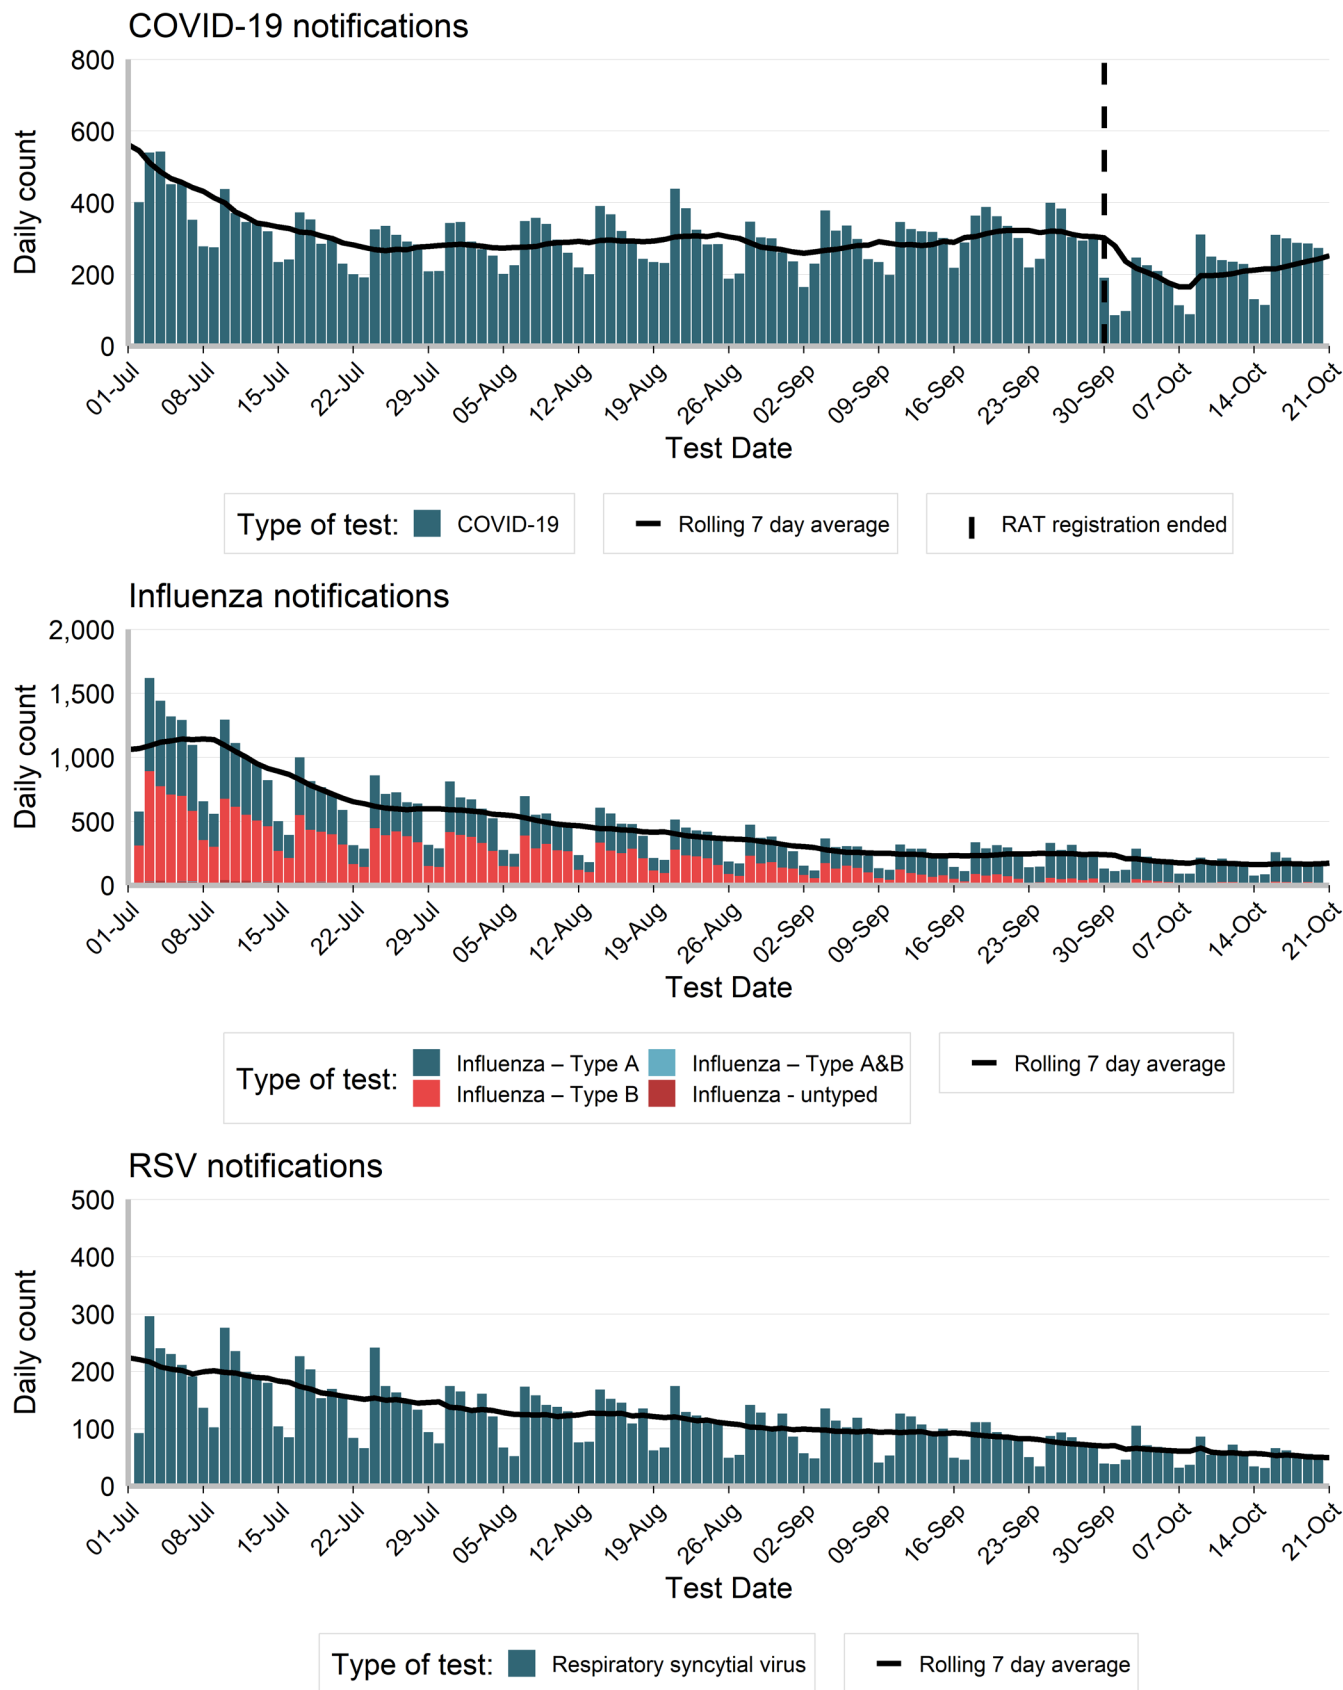 COVID-19 notifications
800
600
400
200
0
Daily count
01-Jul 08-Jul 15-Jul 22-Jul 29-Jul 05-Aug 12-Aug 19-Aug 26-Aug 02-Sep 09-Sep 16-Sep 23-Sep 30-Sep 07-Oct 14-Oct 21-Oct
Test Date
Type of test: COVID-19 Rolling 7 day average RAT registration ended
Influenza notifications
2,000
1,500
1,000
500
0
Daily count
01-Jul 08-Jul 15-Jul 22-Jul 29-Jul 05-Aug 12-Aug 19-Aug 26-Aug 02-Sep 09-Sep 16-Sep 23-Sep 30-Sep 07-Oct 14-Oct 21-Oct
Test Date
Type of test:
Influenza – Type A Influenza – Type A&B
Influenza – Type B Influenza - untyped
Rolling 7 day average
RSV notifications
500
400
300
200
100
0
Daily count
01-Jul 08-Jul 15-Jul 22-Jul 29-Jul 05-Aug 12-Aug 19-Aug 26-Aug 02-Sep 09-Sep 16-Sep 23-Sep 30-Sep 07-Oct 14-Oct 21-Oct
Test Date
Type of test: Respiratory syncytial virus Rolling 7 day average